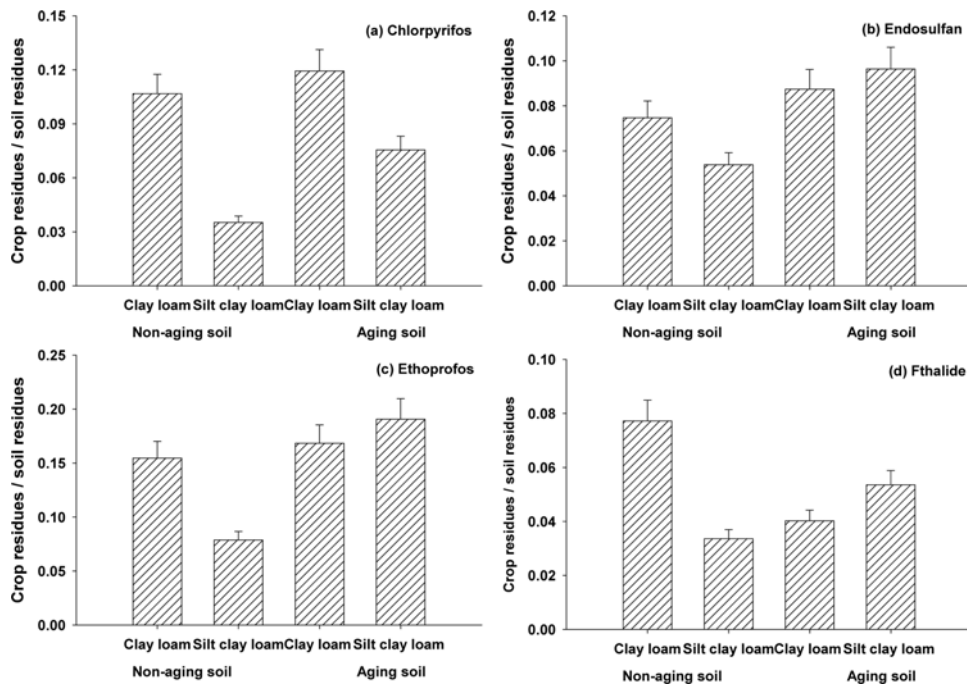 (a) Chlorpyrifos
Crop residues / soil residues
0.15
0.12
0.09
0.06
0.03
0.00
Clay loam Silt clay loam Clay loam Silt clay loam
Non-aging soil Aging soil
(b) Endosulfan
Crop residues / soil residues
0.12
0.10
0.08
0.06
0.04
0.02
0.00
Clay loam Silt clay loam Clay loam Silt clay loam
Non-aging soil Aging soil
(c) Ethoprofos
Crop residues / soil residues
0.25
0.20
0.15
0.10
0.05
0.00
Clay loam Silt clay loam Clay loam Silt clay loam
Non-aging soil Aging soil
(d) Fthalide
Crop residues / soil residues
0.10
0.08
0.06
0.04
0.02
0.00
Clay loam Silt clay loam Clay loam Silt clay loam
Non-aging soil Aging soil